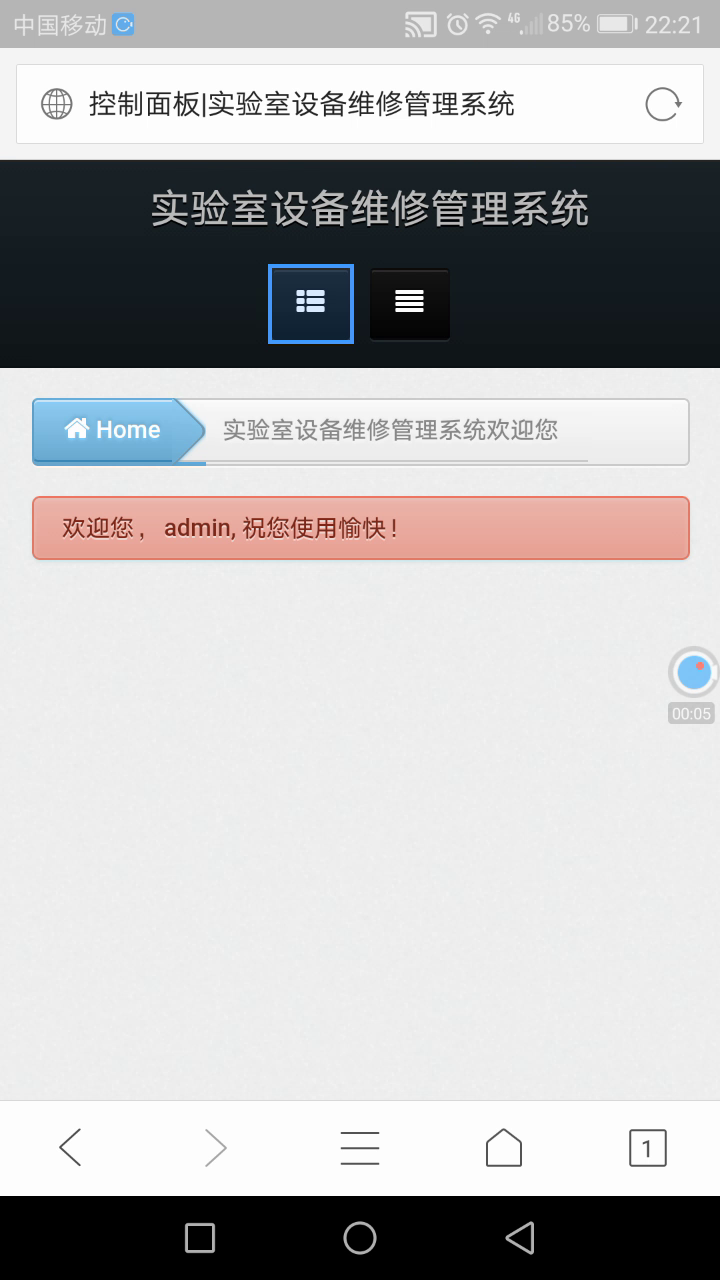 中国移动 4G 85% 22:21
控制面板|实验室设备维修管理系统
实验室设备维修管理系统
Home 实验室设备维修管理系统欢迎您
欢迎您， admin, 祝您使用愉快！
00:05
1